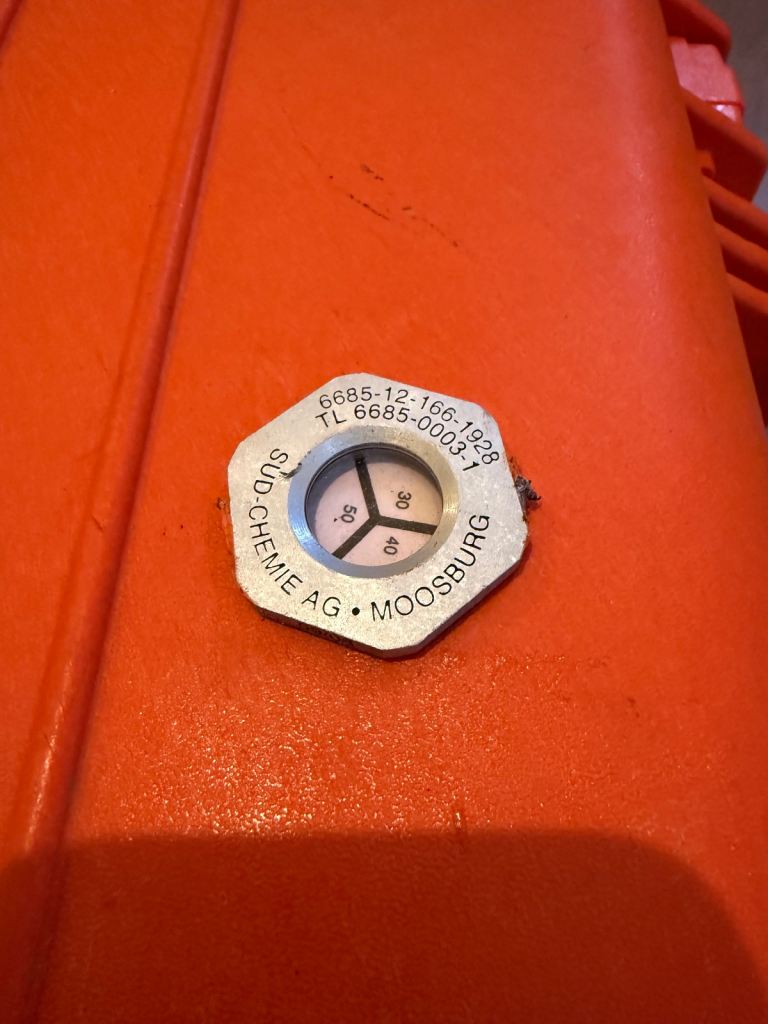 6685-12-166-1928
TL 6685-0003-1
SÜD-CHEMIE AG • MOOSBURG
30
40
50